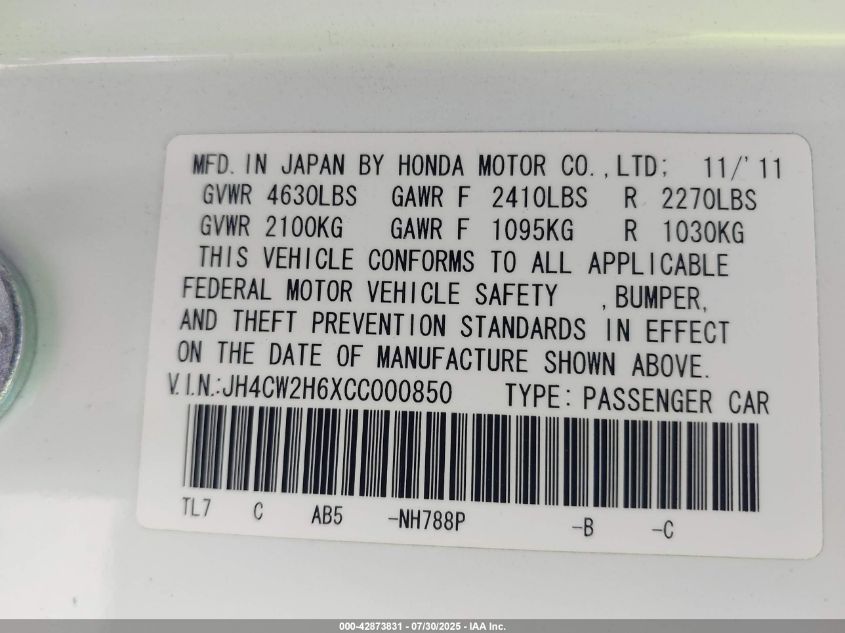 MFD. IN JAPAN BY HONDA MOTOR CO.,LTD; 11/'11
GVWR 4630LBS GAWR F 2410LBS R 2270LBS
GVWR 2100KG GAWR F 1095KG R 1030KG
THIS VEHICLE CONFORMS TO ALL APPLICABLE
FEDERAL MOTOR VEHICLE SAFETY , BUMPER,
AND THEFT PREVENTION STANDARDS IN EFFECT
ON THE DATE OF MANUFACTURE SHOWN ABOVE.
V.I.N.:JH4CW2H6XCC000850 TYPE: PASSENGER CAR
TL7 C AB5 -NH788P -B -C
000-42873831 - 07/30/2025 - IAA Inc.